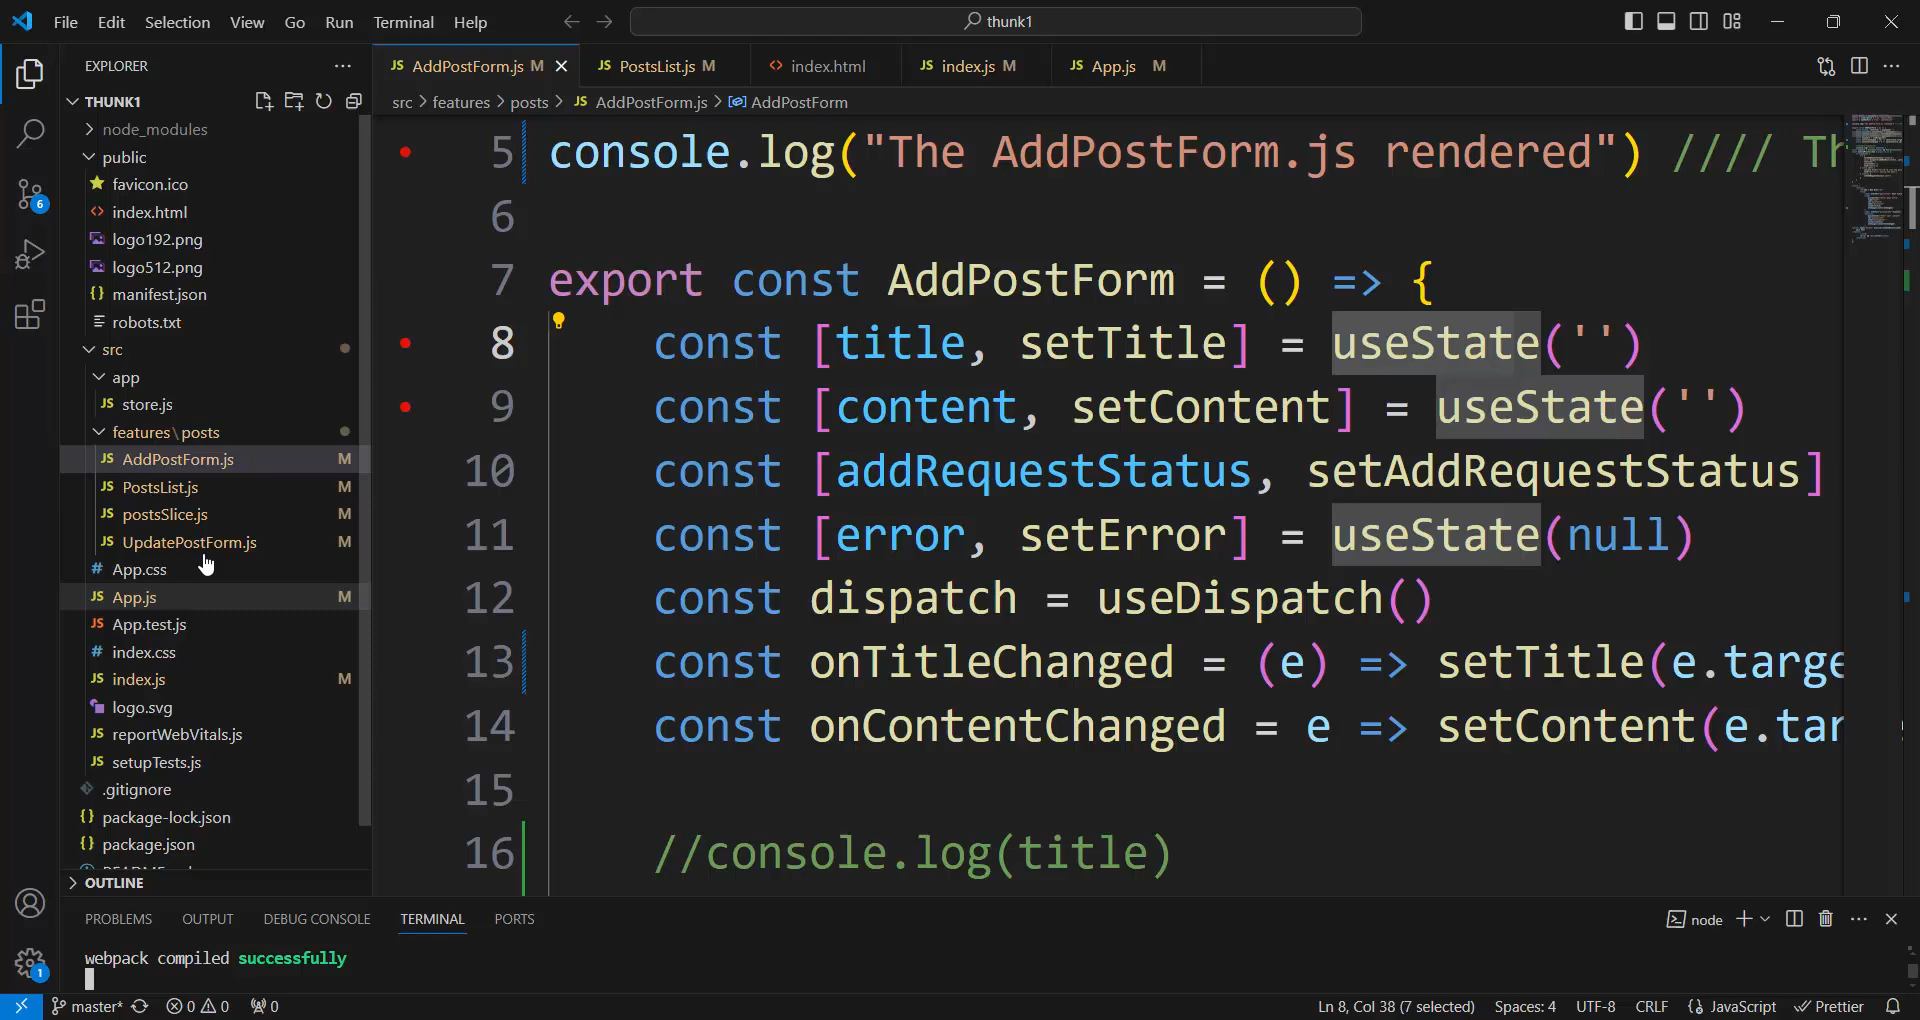 File Edit Selection View Go Run Terminal Help
thunk1
EXPLORER
THUNK1
node_modules
public
favicon.ico
index.html
logo192.png
logo512.png
manifest.json
robots.txt
src
app
store.js
features\posts
AddPostForm.js M
PostsList.js M
postsSlice.js M
UpdatePostForm.js M
App.css
App.js M
App.test.js
index.css
index.js M
logo.svg
reportWebVitals.js
setupTests.js
.gitignore
package-lock.json
package.json
OUTLINE
6
1
JS AddPostForm.js M JS PostsList.js M <> index.html JS index.js M JS App.js M
src > features > posts > JS AddPostForm.js > AddPostForm
5 console.log("The AddPostForm.js rendered") //// Th
6
7 export const AddPostForm = () => {
8 const [title, setTitle] = useState('')
9 const [content, setContent] = useState('')
10 const [addRequestStatus, setAddRequestStatus]
11 const [error, setError] = useState(null)
12 const dispatch = useDispatch()
13 const onTitleChanged = (e) => setTitle(e.targe
14 const onContentChanged = e => setContent(e.tar
15
16 //console.log(title)
PROBLEMS OUTPUT DEBUG CONSOLE TERMINAL PORTS
node
webpack compiled successfully
master* 0 0 0
Ln 8, Col 38 (7 selected) Spaces: 4 UTF-8 CRLF {} JavaScript Prettier